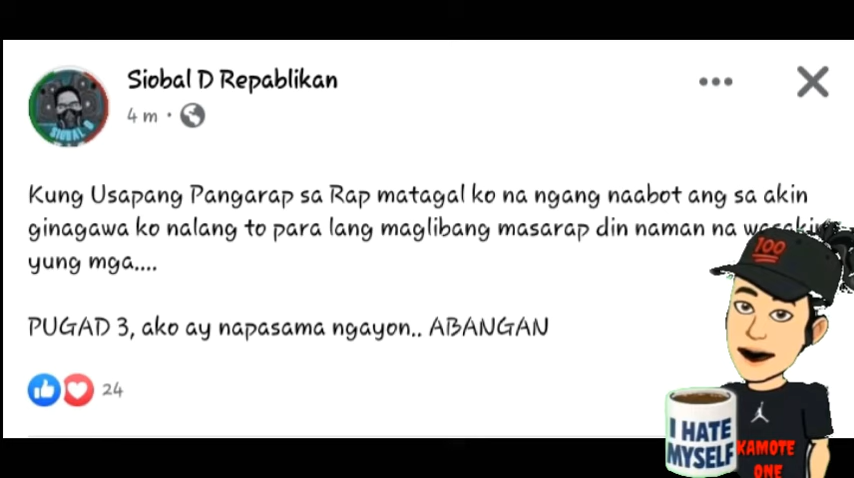 Siobal D Repablikan
4 m ·
Kung Usapang Pangarap sa Rap matagal ko na ngang naabot ang sa akin
ginagawa ko nalang to para lang maglibang masarap din naman na
yung mga....
PUGAD 3, ako ay napasama ngayon.. ABANGAN
24
100
I HATE
MYSELF
KAMOTE
ONE
SIOBAL D